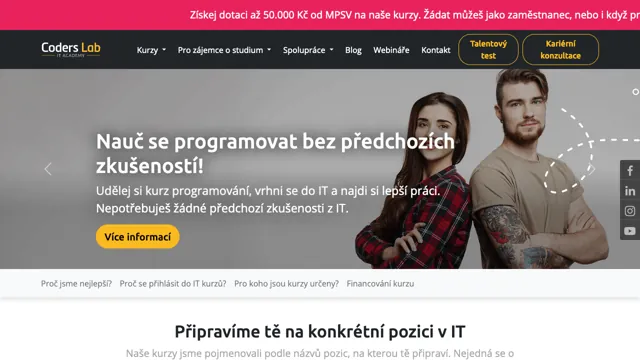 Získej dotaci až 50.000 Kč od MPSV na naše kurzy. Žádat můžeš jako zaměstnanec, nebo i když
Coders Lab
IT ACADEMY
Kurzy
Pro zájemce o studium
Spolupráce
Blog
Webináře
Kontakt
Talentový
test
Kariérní
konzultace
Nauč se programovat bez předchozích
zkušeností!
Udělej si kurz programování, vrhni se do IT a najdi si lepší práci.
Nepotřebuješ žádné předchozí zkušenosti z IT.
Více informací
Proč jsme nejlepší?
Proč se přihlásit do IT kurzů?
Pro koho jsou kurzy určeny?
Financování kurzu
Připravíme tě na konkrétní pozici v IT
Naše kurzy jsme pojmenovali podle názvů pozic, na kterou tě připraví. Nejedná se o